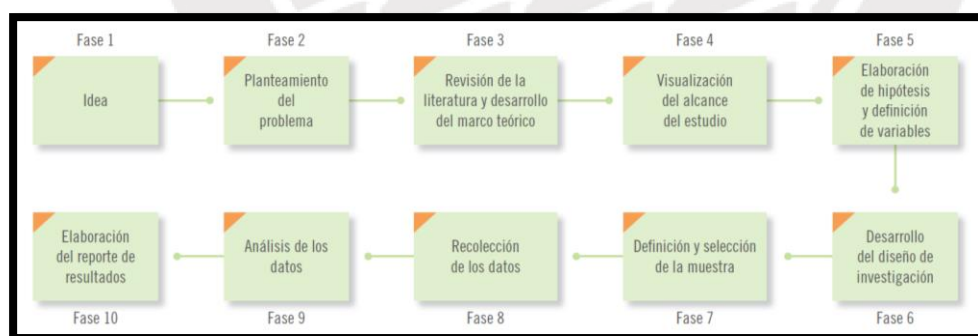 Fase 1
Idea
Fase 2
Planteamiento
del
problema
Fase 3
Revisión de la
literatura y desarrollo
del marco teórico
Fase 4
Visualización
del alcance
del estudio
Fase 5
Elaboración
de hipótesis
y definición
de variables
Desarrollo
del diseño de
investigación
Fase 6
Definición y selección
de la muestra
Fase 7
Recolección
de los datos
Fase 8
Análisis de los
datos
Fase 9
Elaboración
del reporte de
resultados
Fase 10